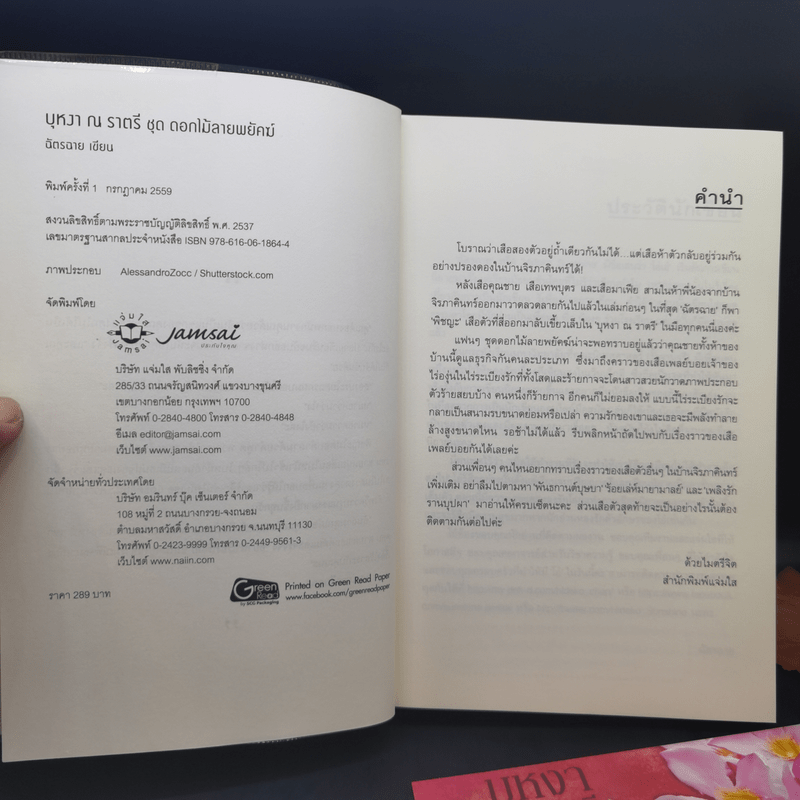 บุหงา ณ ราตรี ชุด ดอกไม้ลายพยัคฆ์
ฉัตรฉาย เขียน
พิมพ์ครั้งที่ 1 กรกฎาคม 2559
สงวนลิขสิทธิ์ตามพระราชบัญญัติลิขสิทธิ์ พ.ศ. 2537
เลขมาตรฐานสากลประจำหนังสือ ISBN 978-616-06-1864-4
ภาพประกอบ AlessandroZocc / Shutterstock.com
จัดพิมพ์โดย
แจ่มใส
Jamsai
Jamsai
ประทับใจคุณ
บริษัท แจ่มใส พับลิชชิ่ง จำกัด
285/33 ถนนจรัญสนิทวงศ์ แขวงบางขุนศรี
เขตบางกอกน้อย กรุงเทพฯ 10700
โทรศัพท์ 0-2840-4800 โทรสาร 0-2840-4848
อีเมล editor@jamsai.com
เว็บไซต์ www.jamsai.com
จัดจำหน่ายทั่วประเทศโดย
บริษัท อมรินทร์ บุ๊ค เซ็นเตอร์ จำกัด
108 หมู่ที่ 2 ถนนบางกรวย-จงถนอม
ตำบลมหาสวัสดิ์ อำเภอบางกรวย จ.นนทบุรี 11130
โทรศัพท์ 0-2423-9999 โทรสาร 0-2449-9561-3
เว็บไซต์ www.naiin.com
ราคา 289 บาท
Green Read
by SCG Packaging
Printed on Green Read Paper
www.facebook.com/greenreadpaper
คำนำ
โบราณว่าเสือสองตัวอยู่ถ้ำเดียวกันไม่ได้...แต่เสือห้าตัวกลับอยู่ร่วมกัน
อย่างปรองดองในบ้านจิรภาคินทร์ได้!
หลังเสือคุณชาย เสือเทพบุตร และเสือมาเฟีย สามในห้าพี่น้องจากบ้าน
จิรภาคินทร์ออกมาวาดลวดลายกันไปแล้วในเล่มก่อนๆ ในที่สุด 'ฉัตรฉาย' ก็พา
'พิชญะ' เสือตัวที่สี่ออกมาลับเขี้ยวเล็บใน 'บุหงา ณ ราตรี' ในมือทุกคนนี่เองค่ะ
แฟนๆ ชุดดอกไม้ลายพยัคฆ์น่าจะพอทราบอยู่แล้วว่าคุณชายทั้งห้าของ
บ้านนี้ดูแลธุรกิจกันคนละประเภท ซึ่งมาถึงคราวของเสือเพลย์บอยเจ้าของ
ไร่องุ่นในไร่ระเบียงรักที่ทั้งโสดและร้ายกาจจะโดนสาวสวยนักวาดภาพประกอบ
ตัวร้ายสยบบ้าง คนหนึ่งก็ร้ายกาจ อีกคนก็ไม่ยอมลงให้ แบบนี้ไร่ระเบียงรักจะ
กลายเป็นสนามรบขนาดย่อมหรือเปล่า ความรักของเขาและเธอจะมีพลังทำลาย
ล้างสูงขนาดไหน รอช้าไม่ได้แล้ว รีบพลิกหน้าถัดไปพบกับเรื่องราวของเสือ
เพลย์บอยกันได้เลยค่ะ
ส่วนเพื่อนๆ คนไหนอยากทราบเรื่องราวของเสือตัวอื่นๆ ในบ้านจิรภาคินทร์
เพิ่มเติม อย่าลืมไปตามหา 'พันธกานต์บุษบา' 'ร้อยเล่ห์มายามาลย์' และ 'เพลิงรัก
รานบุปผา' มาอ่านให้ครบเซ็ตนะคะ ส่วนเสือตัวสุดท้ายจะเป็นอย่างไรนั้นต้อง
ติดตามกันต่อไปค่ะ
ด้วยไมตรีจิต
สำนักพิมพ์แจ่มใส
บุหงา